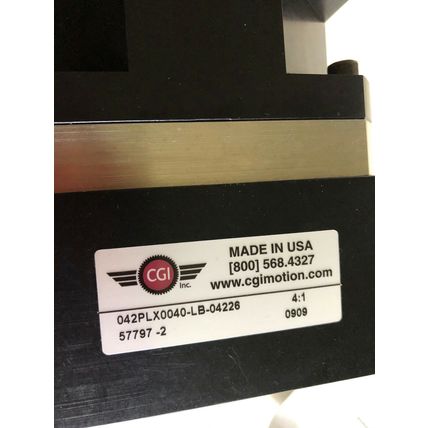 CGI
Inc.
MADE IN USA
[800] 568.4327
www.cgimotion.com
042PLX0040-LB-04226 4:1
57797 -2 0909